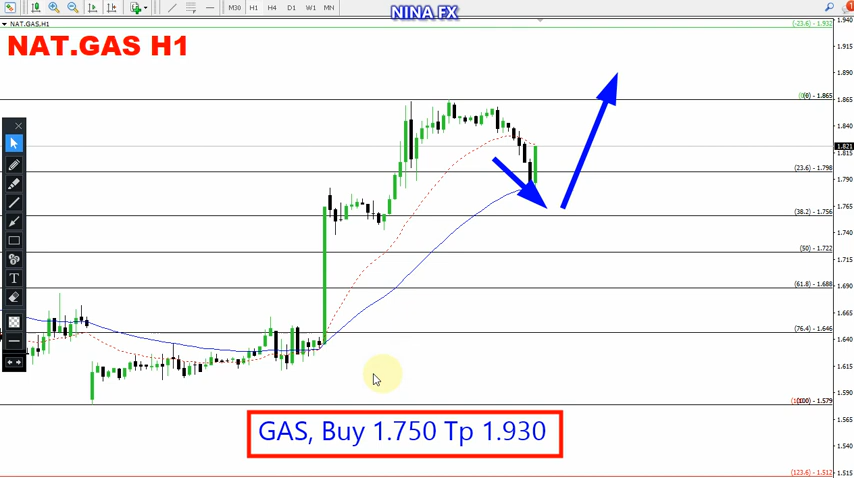 M30 H1 H4 D1 W1 MN
NINA FX
NAT.GAS.H1
NAT.GAS H1
(-23.6) - 1.932
(0) - 1.865
(23.6) - 1.798
(38.2) - 1.756
(50) - 1.722
(61.8) - 1.688
(76.4) - 1.646
(100) - 1.579
(123.6) - 1.512
1.940
1.915
1.890
1.865
1.840
1.821
1.815
1.790
1.765
1.740
1.715
1.690
1.665
1.640
1.615
1.590
1.565
1.540
1.515
T
GAS, Buy 1.750 Tp 1.930